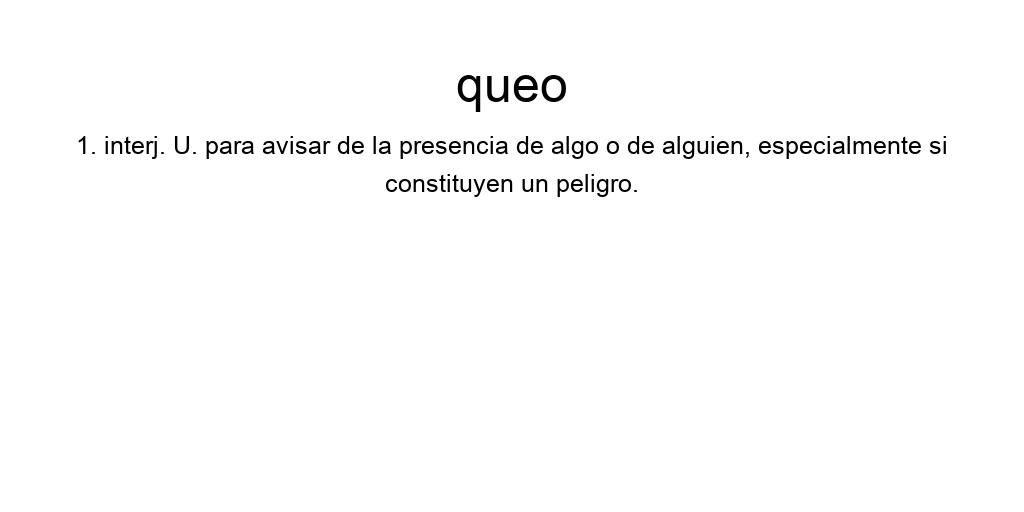 queo
1. interj. U. para avisar de la presencia de algo o de alguien, especialmente si
constituyen un peligro.